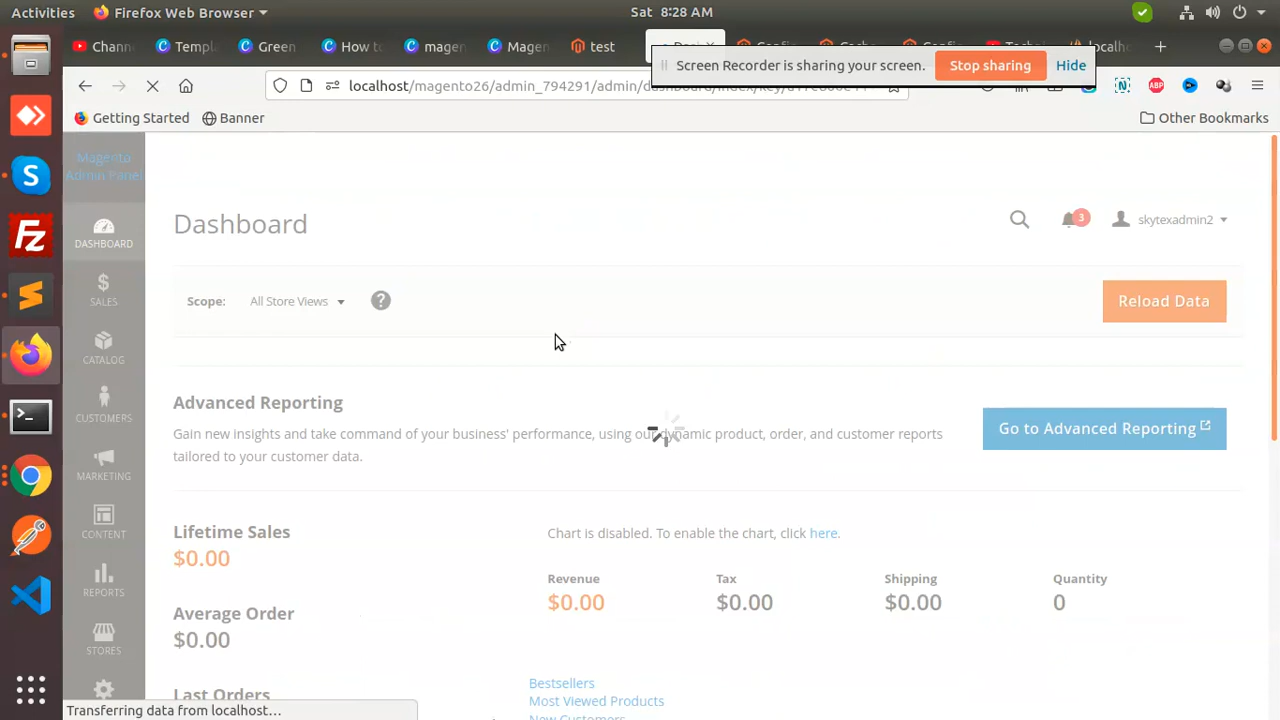 Activities Firefox Web Browser Sat 8:28 AM
Chann Templ Green How to mage Magen test
Screen Recorder is sharing your screen. Stop sharing Hide
localhost/magento26/admin_794291/admin/
ABP
Getting Started Banner Other Bookmarks
Magento
Admin Panel
Dashboard
3 skytexadmin2
DASHBOARD
SALES
CATALOG
CUSTOMERS
MARKETING
CONTENT
REPORTS
STORES
Scope: All Store Views ? Reload Data
Advanced Reporting
Gain new insights and take command of your business' performance, using our dynamic product, order, and customer reports
tailored to your customer data.
Go to Advanced Reporting
Lifetime Sales
$0.00
Average Order
$0.00
Last Orders
Chart is disabled. To enable the chart, click here.
Revenue Tax Shipping Quantity
$0.00 $0.00 $0.00 0
Bestsellers
Most Viewed Products
New Customers
Transferring data from localhost…